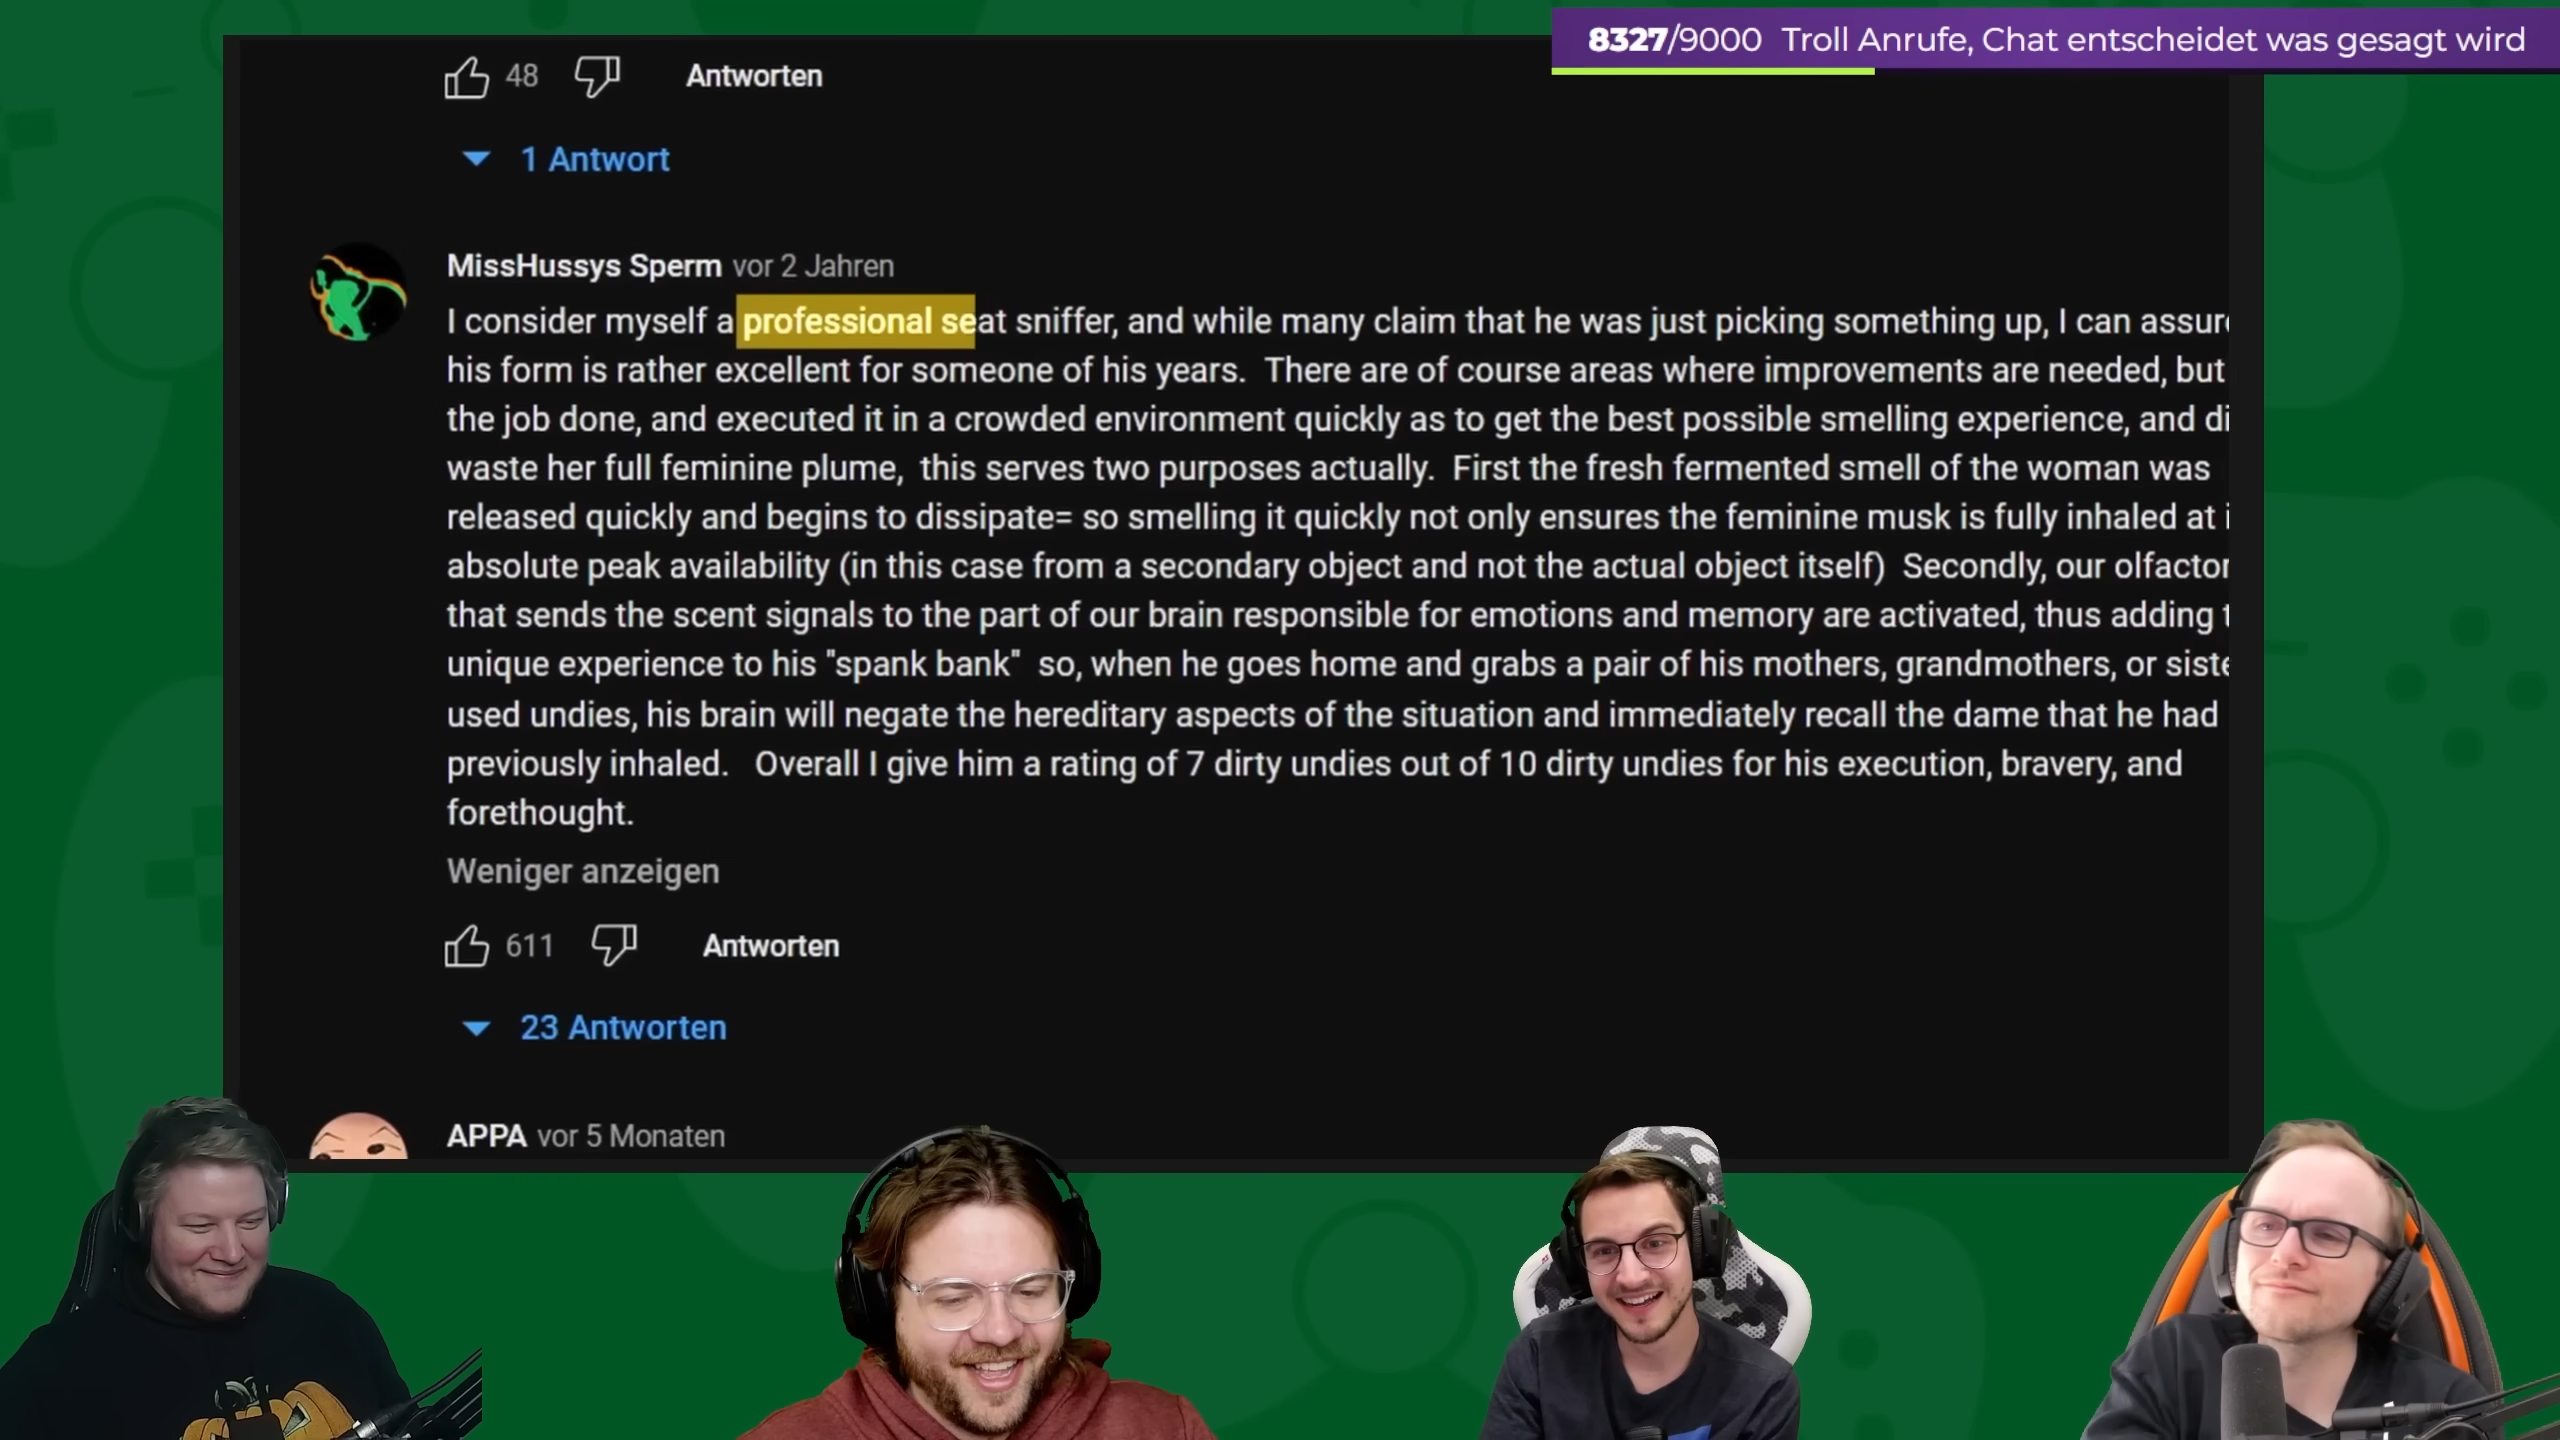 8327/9000 Troll Anrufe, Chat entscheidet was gesagt wird
48 Antworten
1 Antwort
MissHussys Sperm vor 2 Jahren
I consider myself a professional seat sniffer, and while many claim that he was just picking something up, I can
his form is rather excellent for someone of his years. There are of course areas where improvements are needed, but
the job done, and executed it in a crowded environment quickly as to get the best possible smelling experience, and
waste her full feminine plume, this serves two purposes actually. First the fresh fermented smell of the woman was
released quickly and begins to dissipate= so smelling it quickly not only ensures the feminine musk is fully inhaled at
absolute peak availability (in this case from a secondary object and not the actual object itself) Secondly, our
that sends the scent signals to the part of our brain responsible for emotions and memory are activated, thus adding
unique experience to his "spank bank" so, when he goes home and grabs a pair of his mothers, grandmothers, or
used undies, his brain will negate the hereditary aspects of the situation and immediately recall the dame that he had
previously inhaled. Overall I give him a rating of 7 dirty undies out of 10 dirty undies for his execution, bravery, and
forethought.
Weniger anzeigen
611 Antworten
23 Antworten
APPA vor 5 Monaten